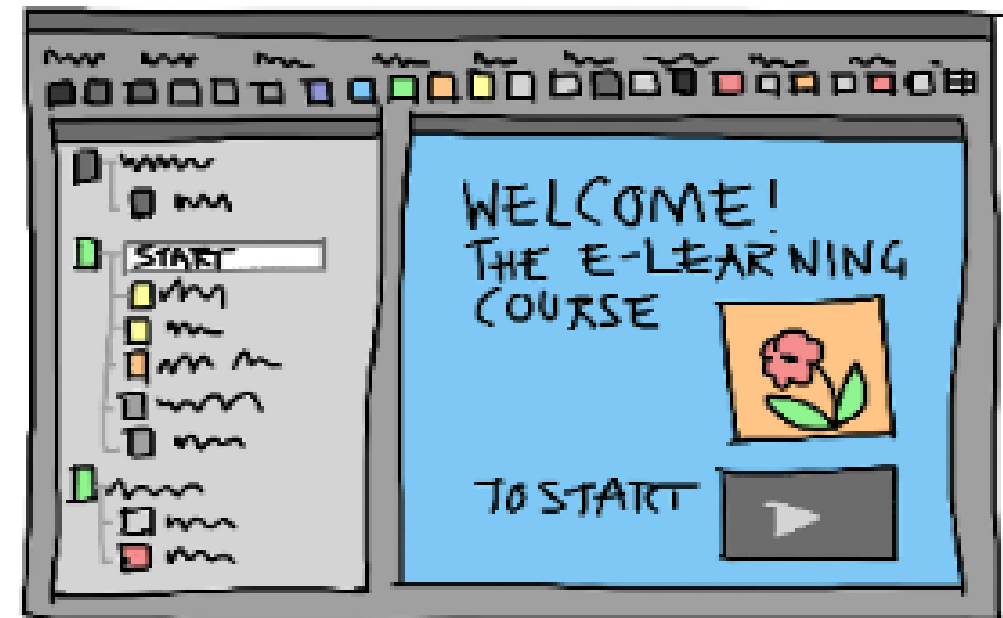 START
WELCOME!
THE E-LEARNING
COURSE
TO START